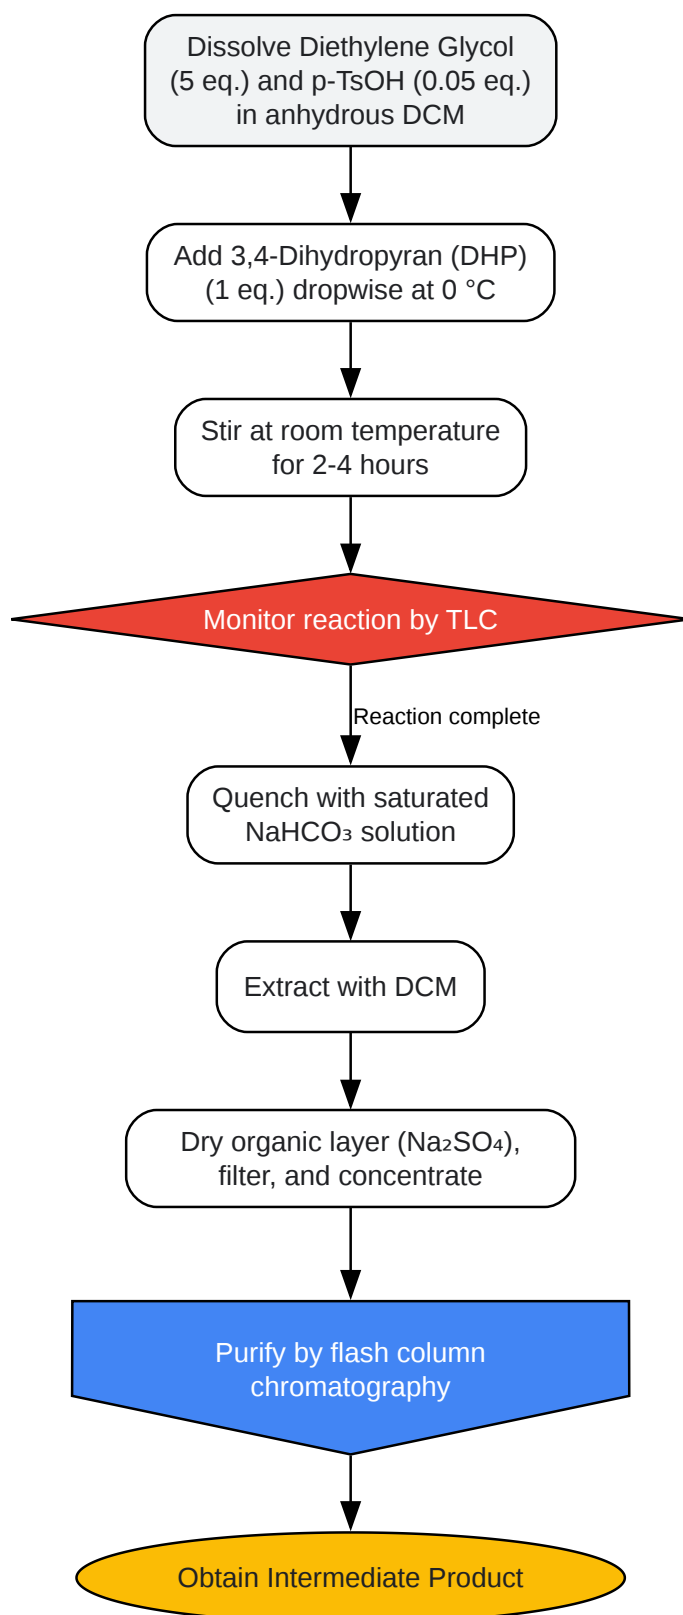 Dissolve Diethylene Glycol
(5 eq.) and p-TsOH (0.05 eq.)
in anhydrous DCM
Add 3,4-Dihydropyran (DHP)
(1 eq.) dropwise at 0 °C
Stir at room temperature
for 2-4 hours
Monitor reaction by TLC
Reaction complete
Quench with saturated
NaHCO₃ solution
Extract with DCM
Dry organic layer (Na₂SO₄),
filter, and concentrate
Purify by flash column
chromatography
Obtain Intermediate Product